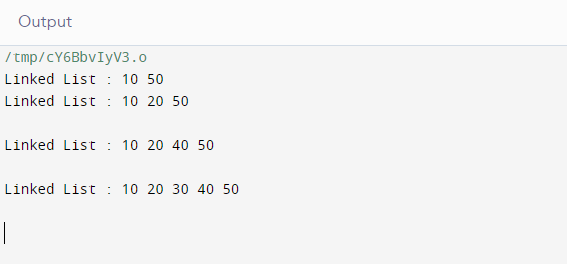 Output
/tmp/cY6BbvIyV3.o
Linked List : 10 50
Linked List : 10 20 50
Linked List : 10 20 40 50
Linked List : 10 20 30 40 50